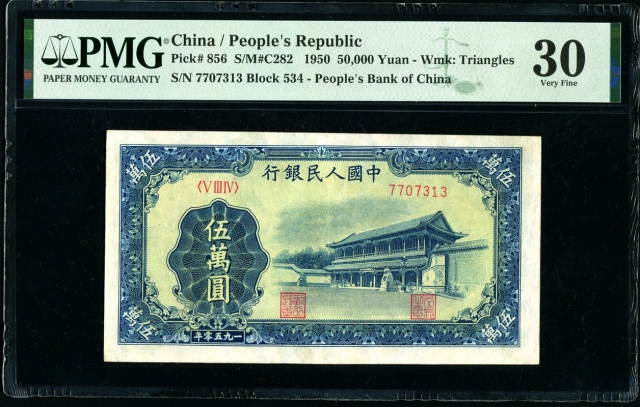 PMG
PAPER MONEY GUARANTY
China / People's Republic
Pick# 856 S/M#C282 1950 50,000 Yuan - Wmk: Triangles
S/N 7707313 Block 534 - People's Bank of China
30
Very Fine
伍萬
伍萬
行銀民人國中
〈VIIIIV〉
7707313
伍萬圓
伍萬
伍萬
年零五九一